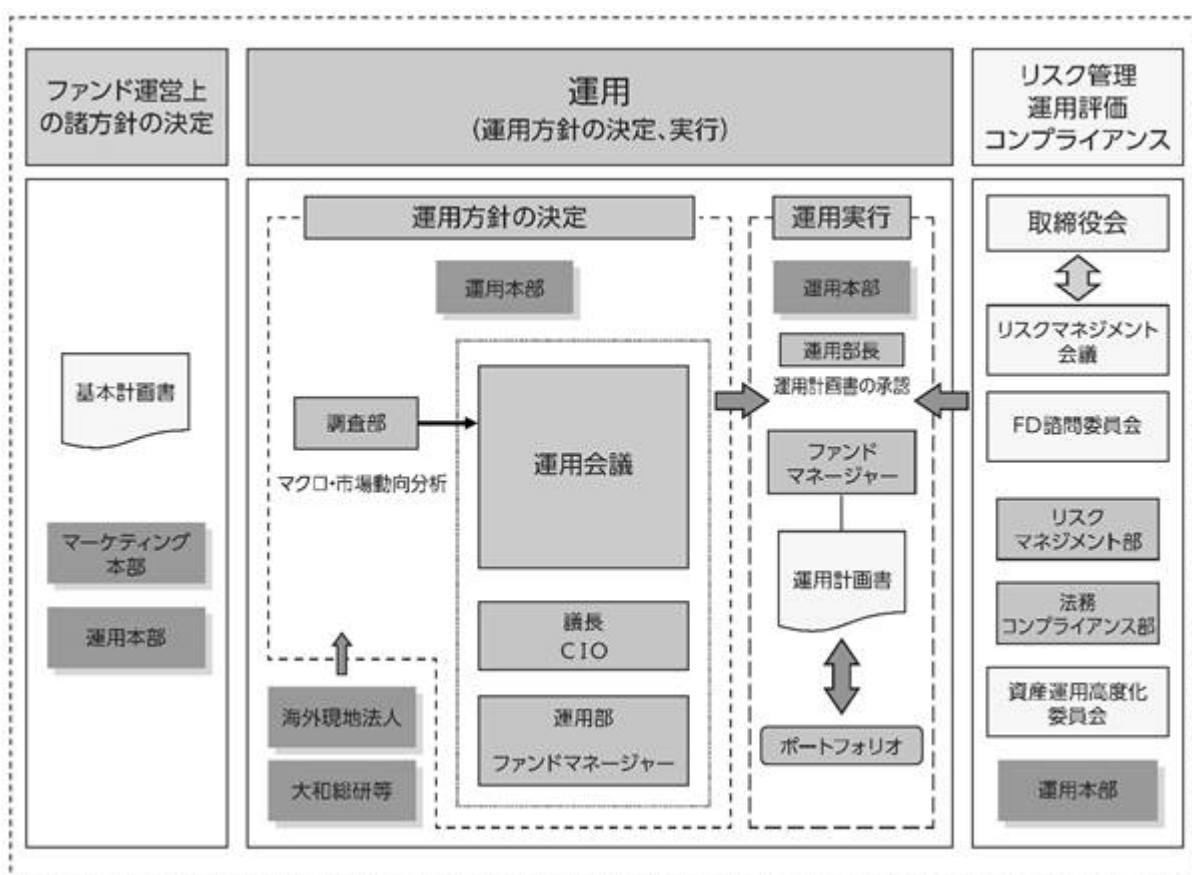 ファンド運営上
の諸方針の決定
運用
(運用方針の決定、実行)
リスク管理
運用評価
コンプライアンス
基本計画書
マーケティング
本部
運用本部
運用方針の決定
運用本部
調査部
マクロ・市場動向分析
運用会議
議長
CIO
運用部
ファンドマネージャー
海外現地法人
大和総研等
運用実行
運用本部
運用部長
運用計画書の承認
ファンド
マネージャー
運用計画書
ポートフォリオ
取締役会
リスクマネジメント
会議
FD諮問委員会
リスク
マネジメント部
法務
コンプライアンス部
資産運用高度化
委員会
運用本部